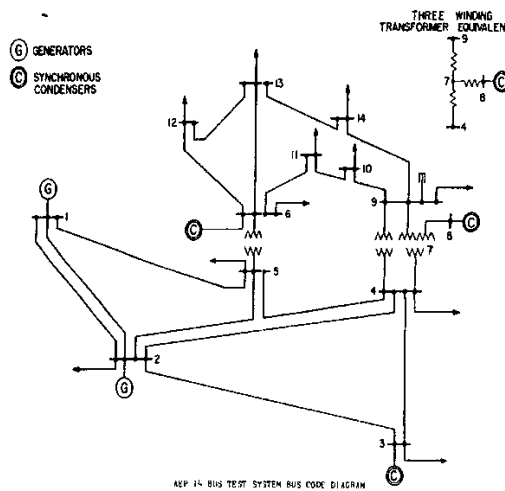 THREE WINDING
TRANSFORMER EQUIVALEN
9
7
C
8
4
G GENERATORS
C SYNCHRONOUS
CONDENSERS
13
12
14
11
10
G
1
C
6
9
C
8
7
5
4
2
G
3
C
AEP 14 BUS TEST SYSTEM BUS CODE DIAGRAM